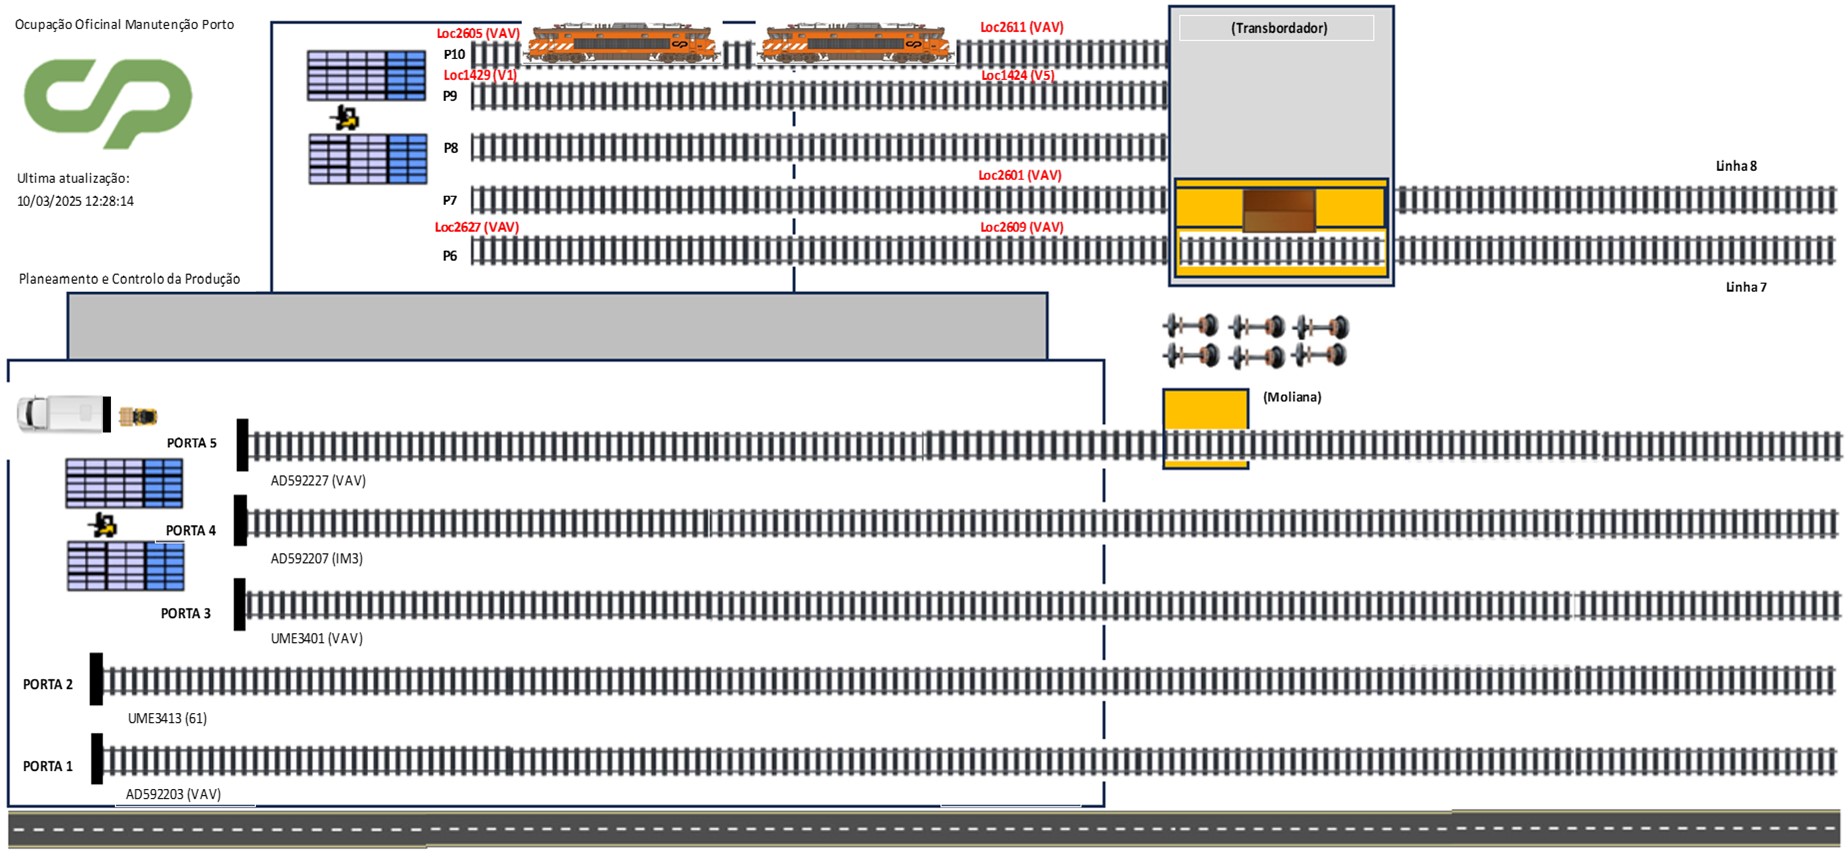 Ocupação Oficinal Manutenção Porto
Ultima atualização:
10/03/2025 12:28:14
Planeamento e Controlo da Produção
Loc2605 (VAV)
Loc2611 (VAV)
P10
Loc1429 (V1)
Loc1424 (V5)
P9
P8
Loc2601 (VAV)
P7
Loc2627 (VAV)
Loc2609 (VAV)
P6
(Transbordador)
Linha 8
Linha 7
(Moliana)
PORTA 5
AD592227 (VAV)
PORTA 4
AD592207 (IM3)
PORTA 3
UME3401 (VAV)
PORTA 2
UME3413 (61)
PORTA 1
AD592203 (VAV)